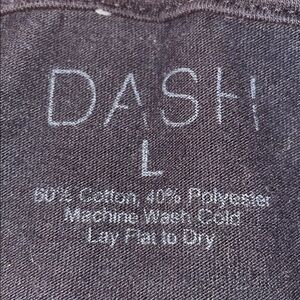 DASH
L
60% Cotton, 40% Polyester
Machine Wash Cold
Lay Flat to Dry